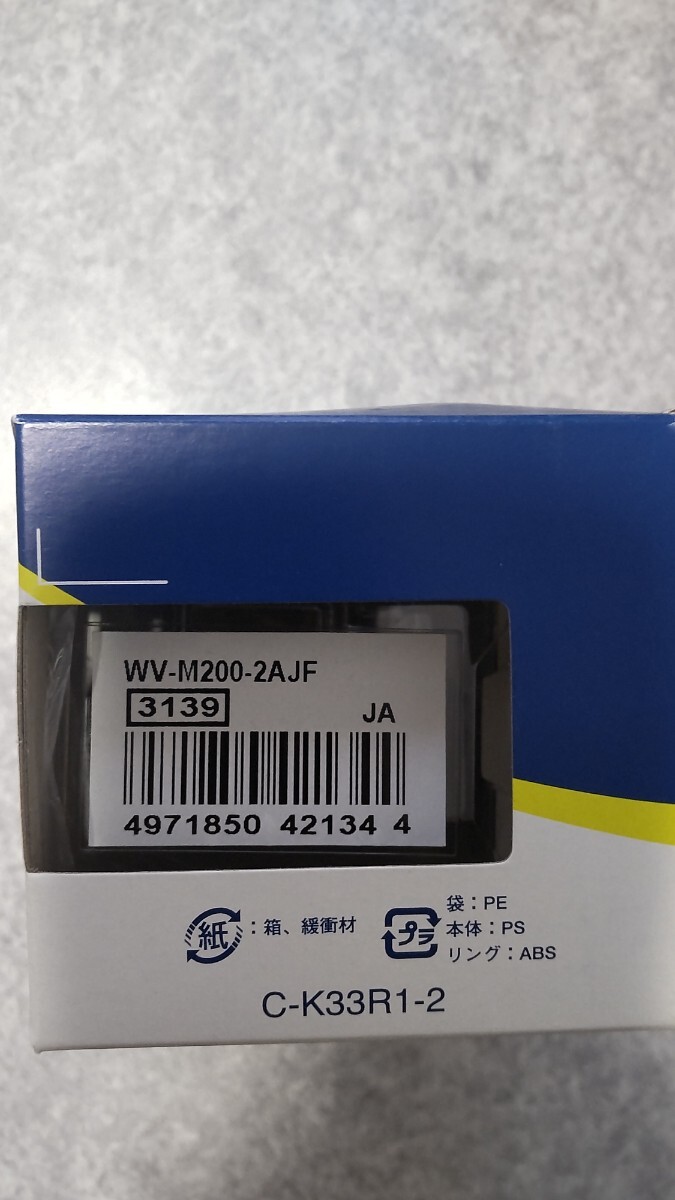 WV-M200-2AJF
3139
JA
4971850 42134 4
紙 : 箱、緩衝材
プラ
袋 : PE
本体 : PS
リング : ABS
C-K33R1-2